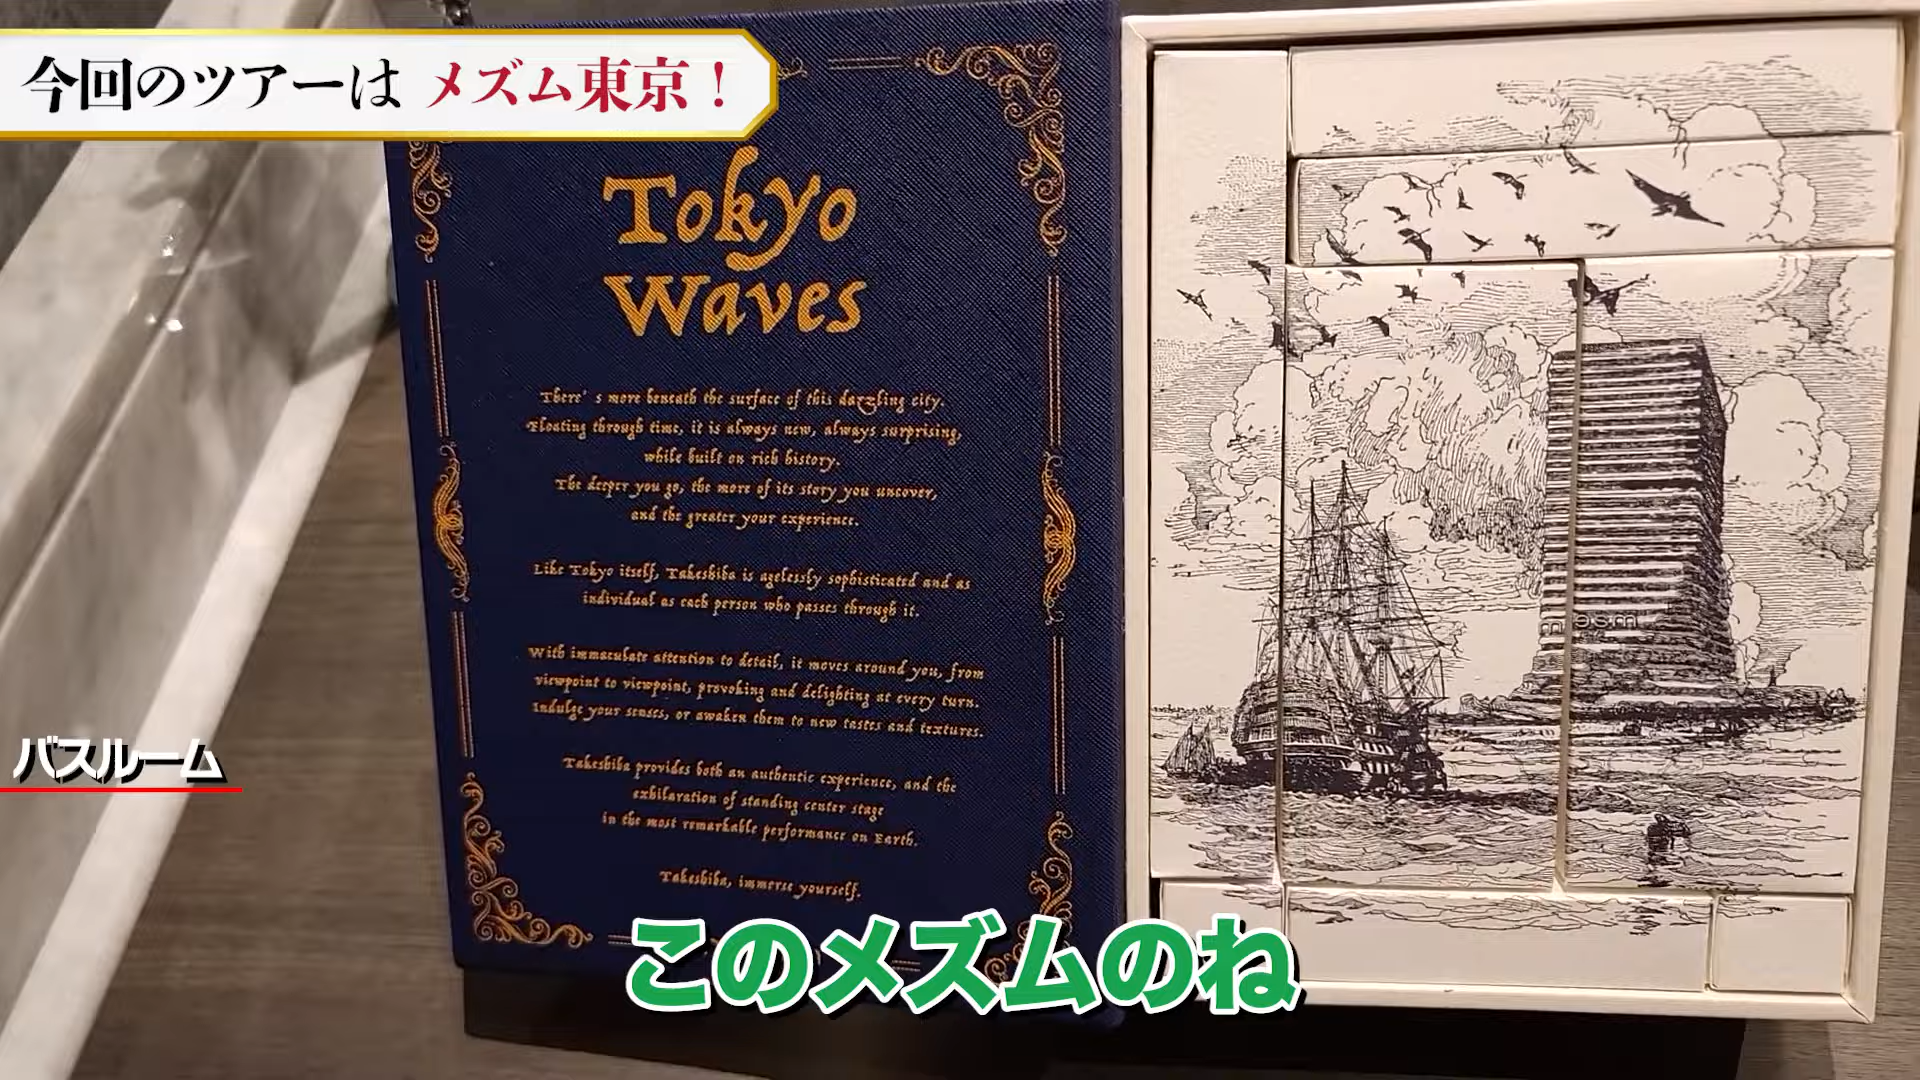 今回のツアーは メズム東京！
Tokyo
Waves
There's more beneath the surface of this dazzling city.
Floating through time, it is always new, always surprising,
while built on rich history.
The deeper you go, the more of its story you uncover,
and the greater your experience.
Like Tokyo itself, Takeshiba is agelessly sophisticated and as
individual as each person who passes through it.
With immaculate attention to detail, it moves around you, from
viewpoint to viewpoint, provoking and delighting at every turn.
Indulge your senses, or awaken them to new tastes and textures.
Takeshiba provides both an authentic experience, and the
exhilaration of standing center stage
in the most remarkable performance on Earth.
Takeshiba, immerse yourself.
mesm
バスルーム
このメズムのね